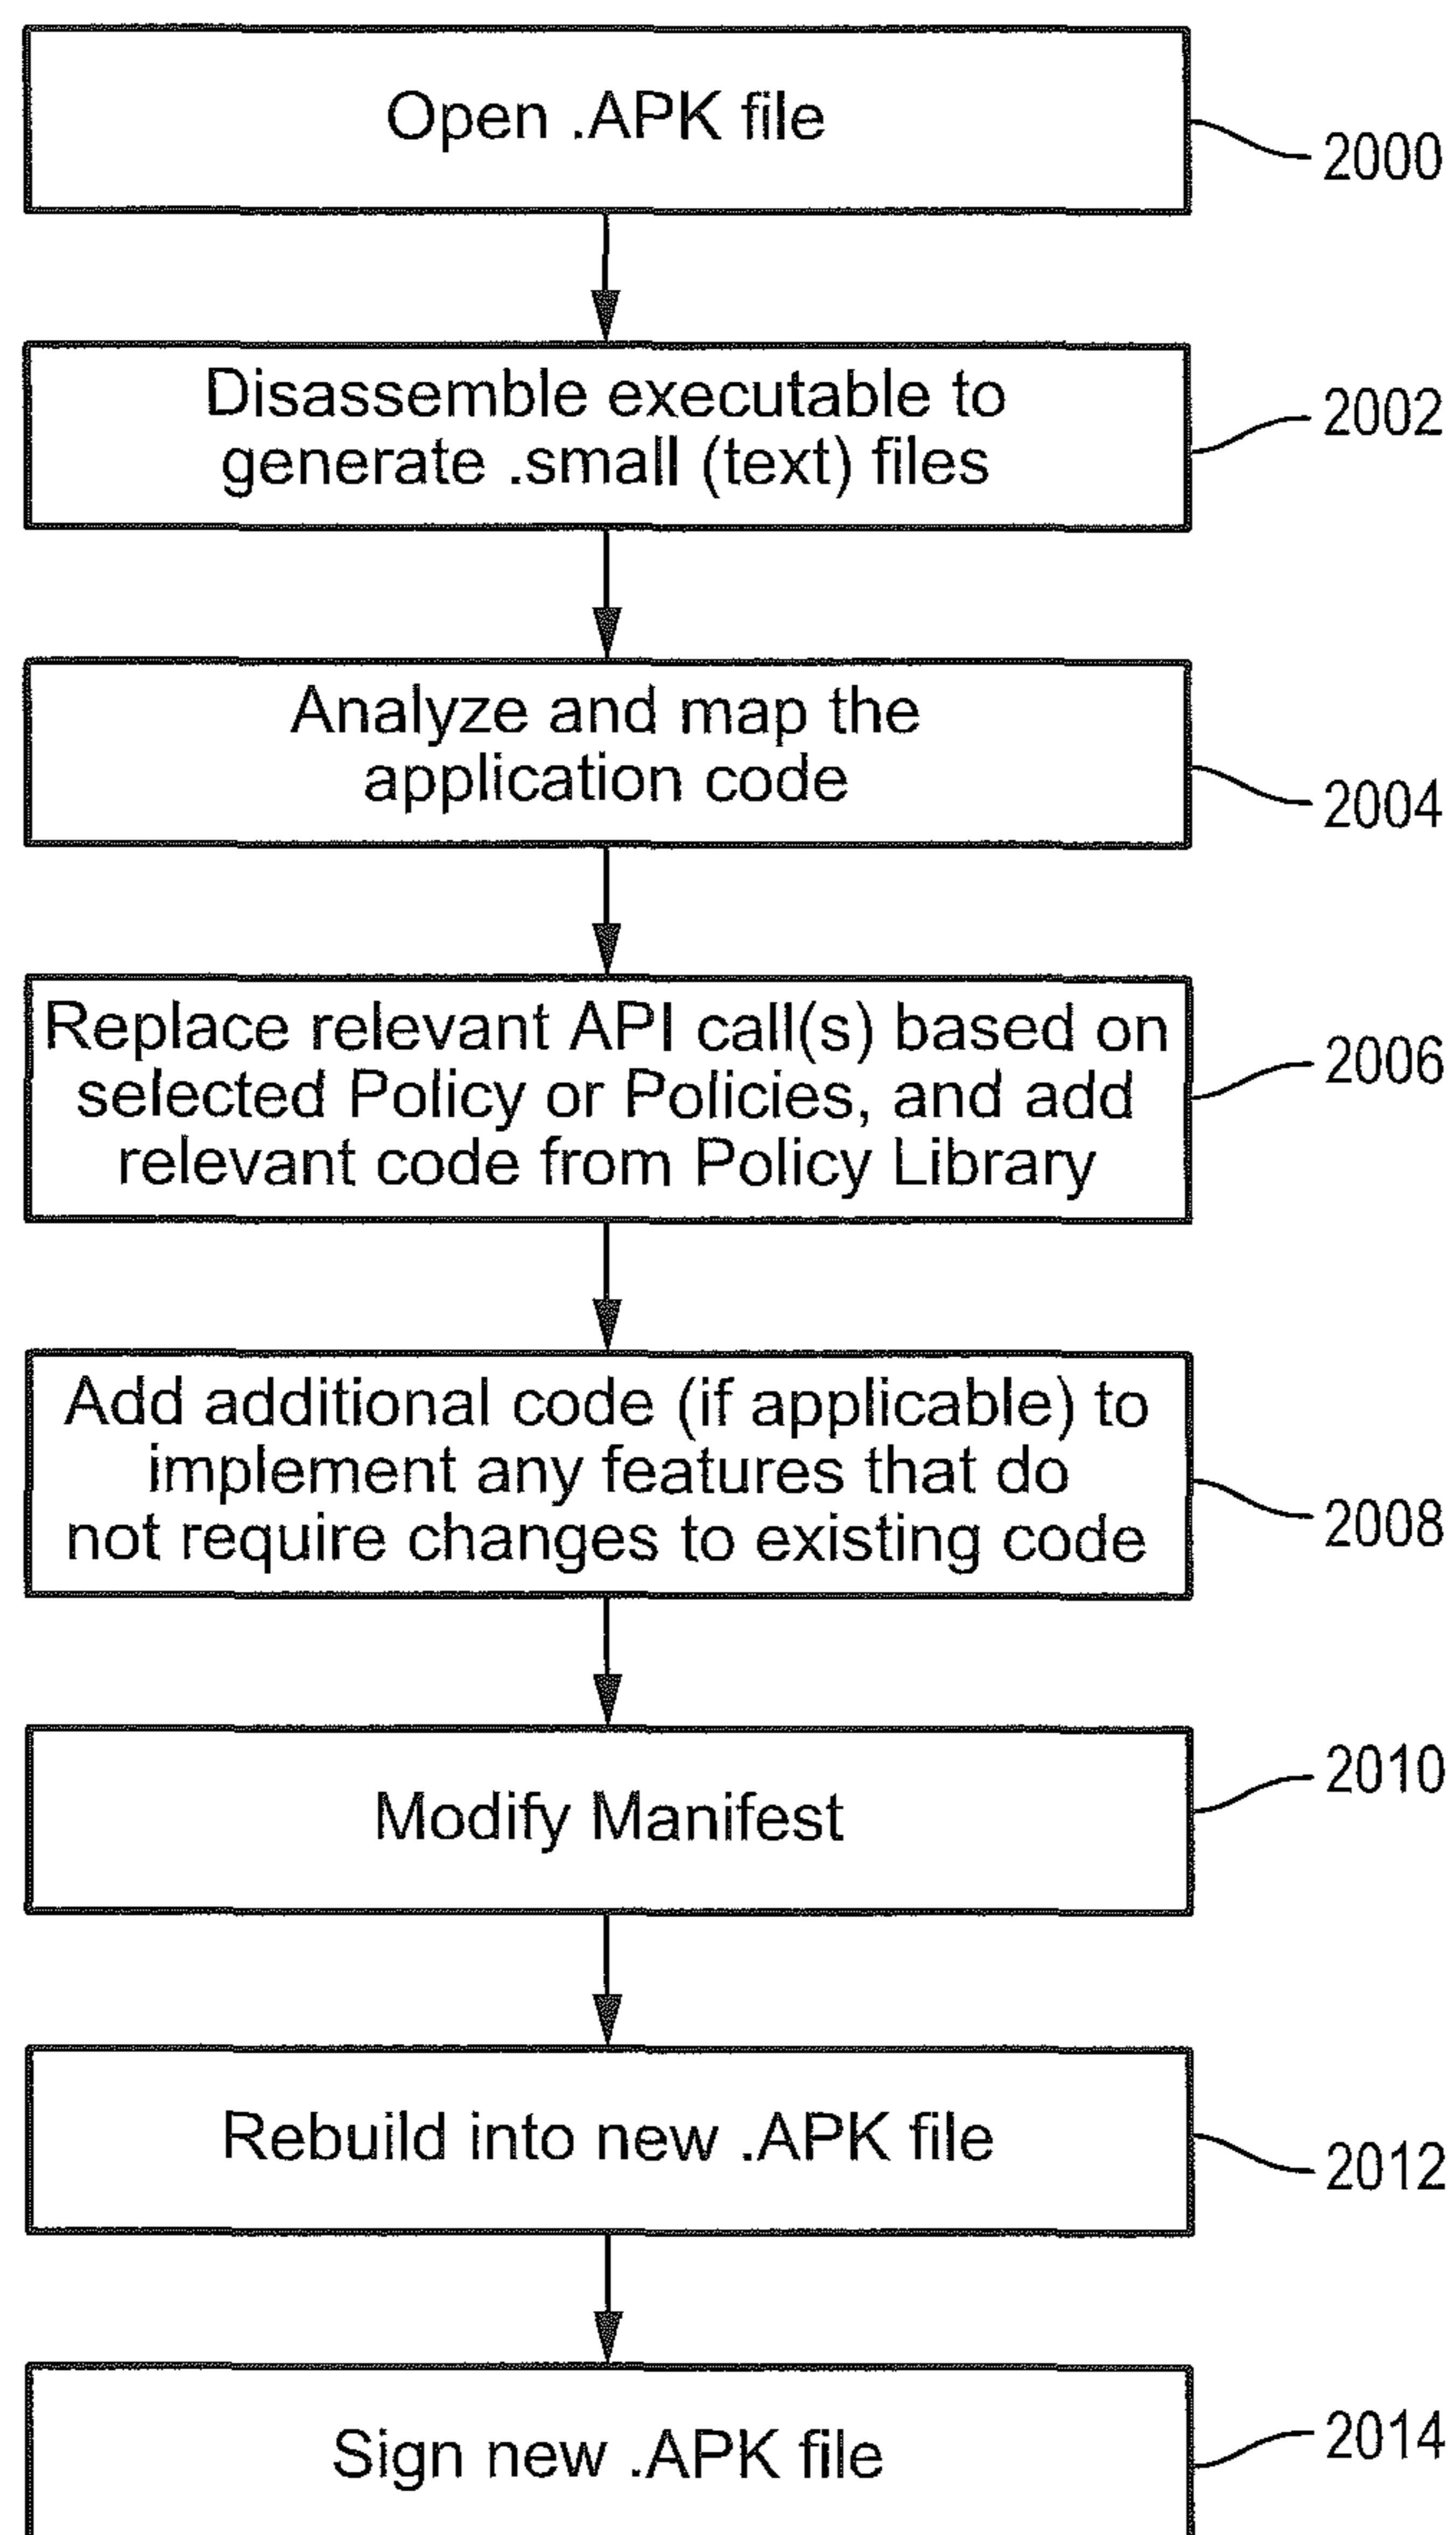 Open .APK file
2000
Disassemble executable to
generate .small (text) files
2002
Analyze and map the
application code
2004
Replace relevant API call(s) based on
selected Policy or Policies, and add
relevant code from Policy Library
2006
Add additional code (if applicable) to
implement any features that do
not require changes to existing code
2008
Modify Manifest
2010
Rebuild into new .APK file
2012
Sign new .APK file
2014